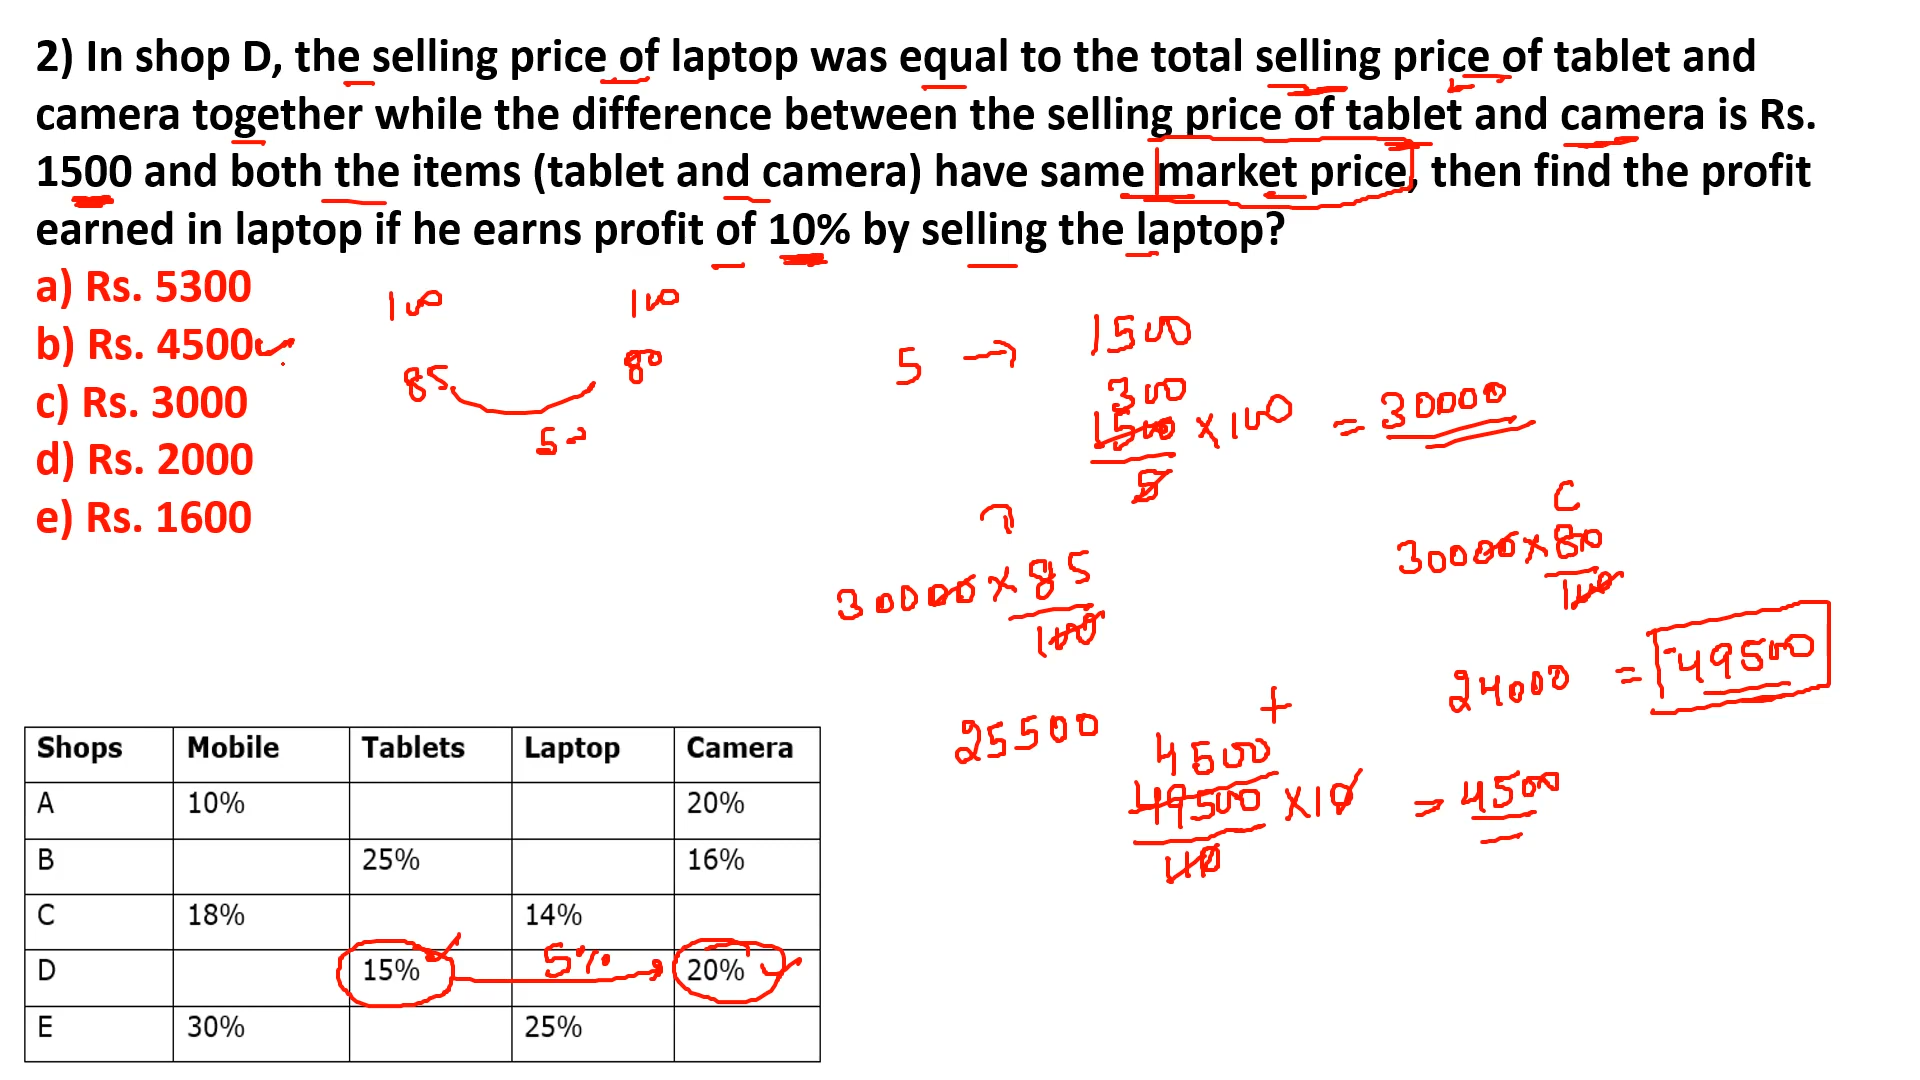 2) In shop D, the selling price of laptop was equal to the total selling price of tablet and
camera together while the difference between the selling price of tablet and camera is Rs.
1500 and both the items (tablet and camera) have same market price, then find the profit
earned in laptop if he earns profit of 10% by selling the laptop?
a) Rs. 5300
b) Rs. 4500
c) Rs. 3000
d) Rs. 2000
e) Rs. 1600
100 100
85 80
5
5 → 1500
300
1500 × 100 = 30000
5
T C
30000 × 85
100
30000 × 80
100
25500 + 24000 = 49500
4500
49500 × 10 = 4500
Shops Mobile Tablets Laptop Camera
A 10% 20%
B 25% 16%
C 18% 14%
D 15% 5% 20%
E 30% 25%